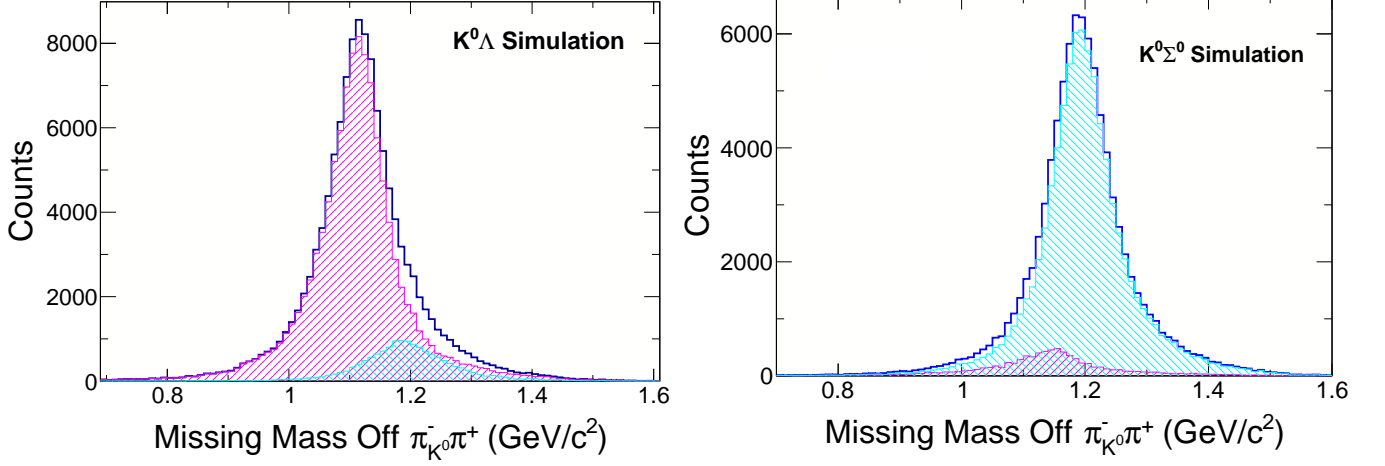 K⁰Λ Simulation
Counts
8000
6000
4000
2000
0
0.8 1 1.2 1.4 1.6
Missing Mass Off π⁻_K⁰ π⁺ (GeV/c²)
K⁰Σ⁰ Simulation
Counts
6000
4000
2000
0
0.8 1 1.2 1.4 1.6
Missing Mass Off π⁻_K⁰ π⁺ (GeV/c²)